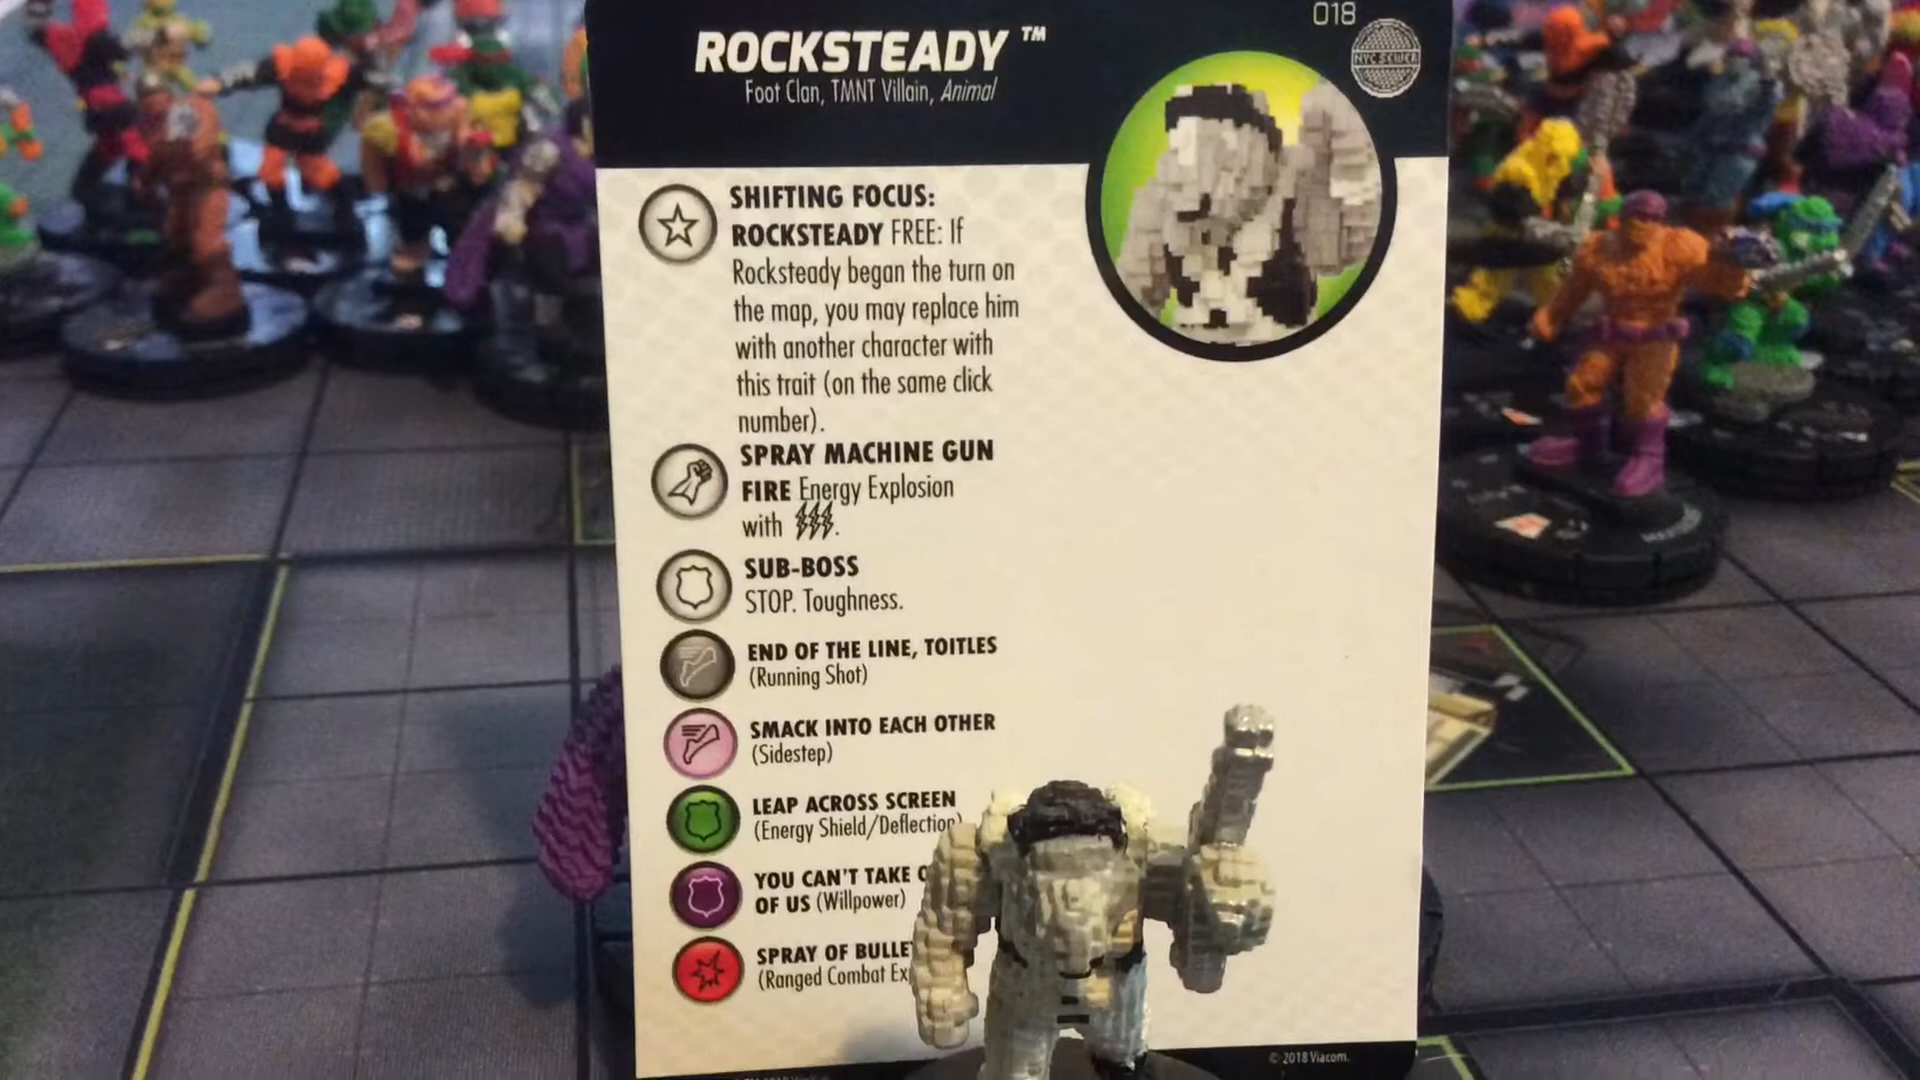 018
ROCKSTEADY™
NYC SEWER
Foot Clan, TMNT Villain, Animal
SHIFTING FOCUS:
ROCKSTEADY FREE: If
Rocksteady began the turn on
the map, you may replace him
with another character with
this trait (on the same click
number).
SPRAY MACHINE GUN
FIRE Energy Explosion
with .
SUB-BOSS
STOP. Toughness.
END OF THE LINE, TOITLES
(Running Shot)
SMACK INTO EACH OTHER
(Sidestep)
LEAP ACROSS SCREEN
(Energy Shield/Deflection)
YOU CAN'T TAKE
OF US (Willpower)
SPRAY OF
(Ranged Combat
© 2018 Viacom.